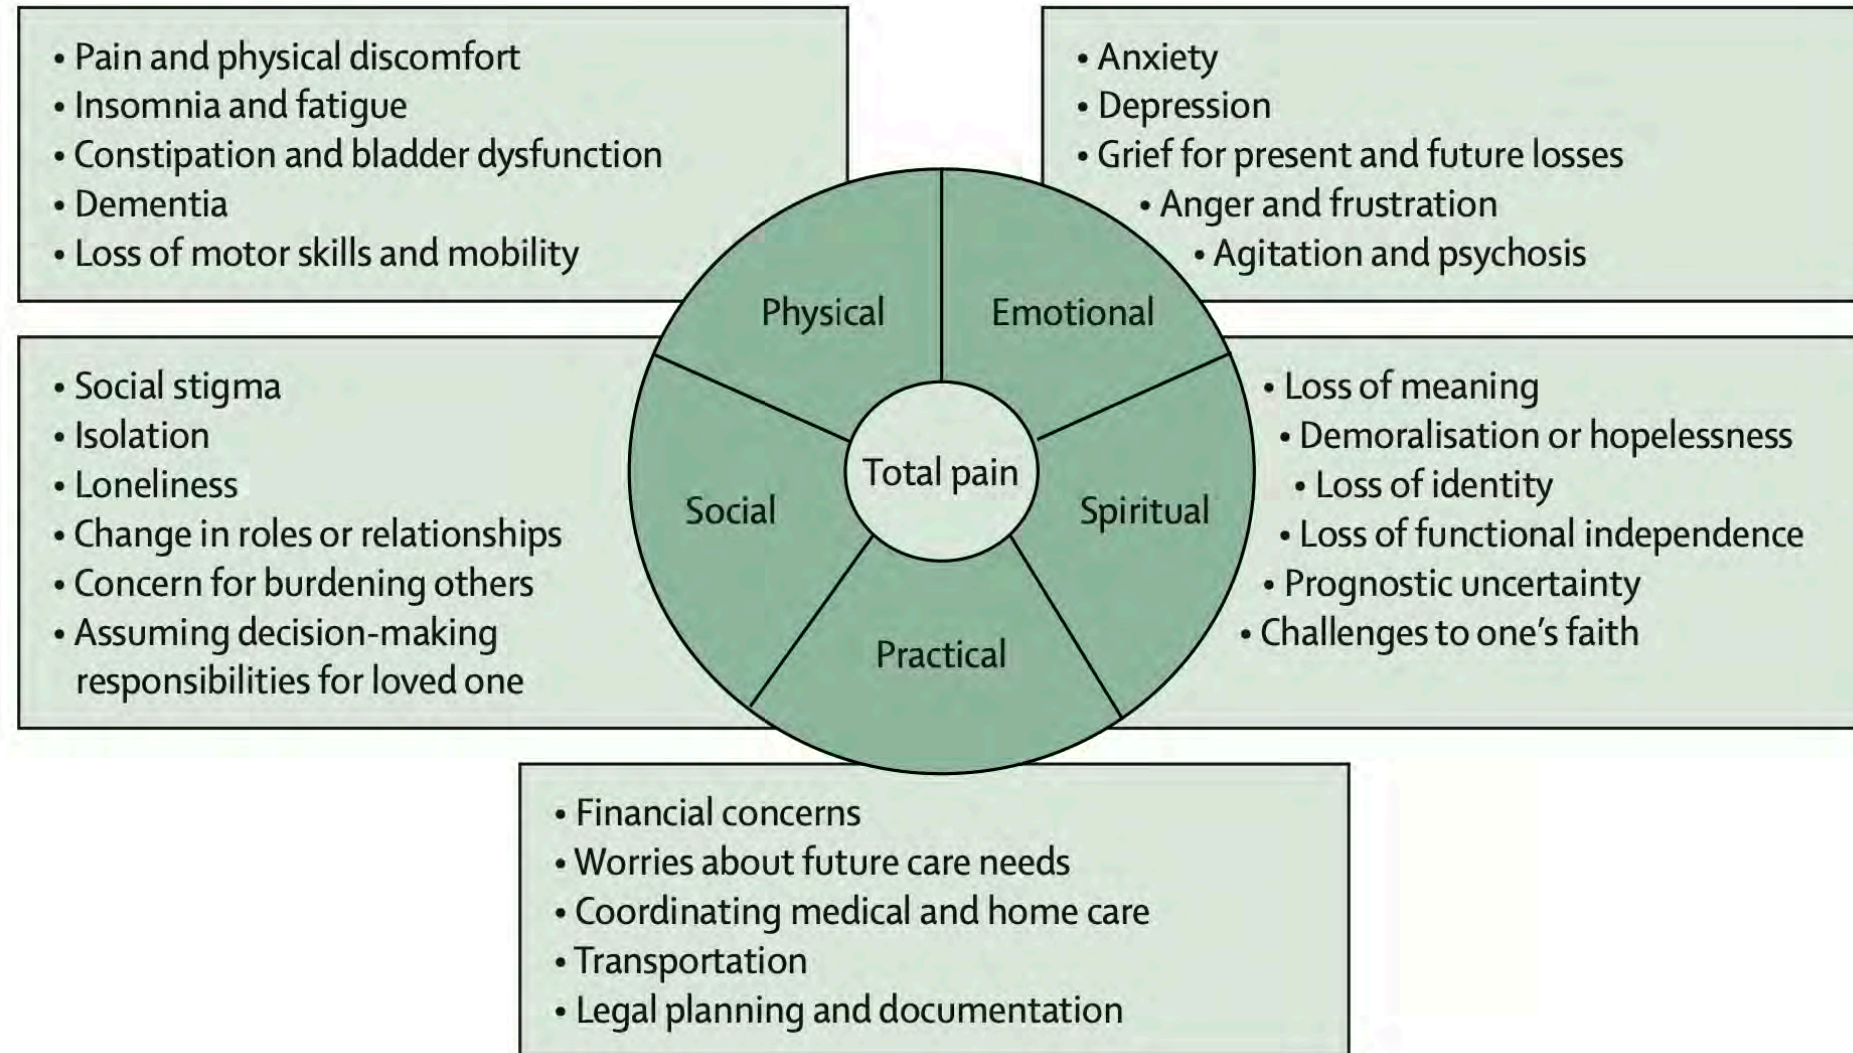 • Pain and physical discomfort
• Insomnia and fatigue
• Constipation and bladder dysfunction
• Dementia
• Loss of motor skills and mobility
• Anxiety
• Depression
• Grief for present and future losses
• Anger and frustration
• Agitation and psychosis
Physical
Emotional
• Social stigma
• Isolation
• Loneliness
• Change in roles or relationships
• Concern for burdening others
• Assuming decision-making
responsibilities for loved one
Social
Total pain
Spiritual
• Loss of meaning
• Demoralisation or hopelessness
• Loss of identity
• Loss of functional independence
• Prognostic uncertainty
• Challenges to one's faith
Practical
• Financial concerns
• Worries about future care needs
• Coordinating medical and home care
• Transportation
• Legal planning and documentation